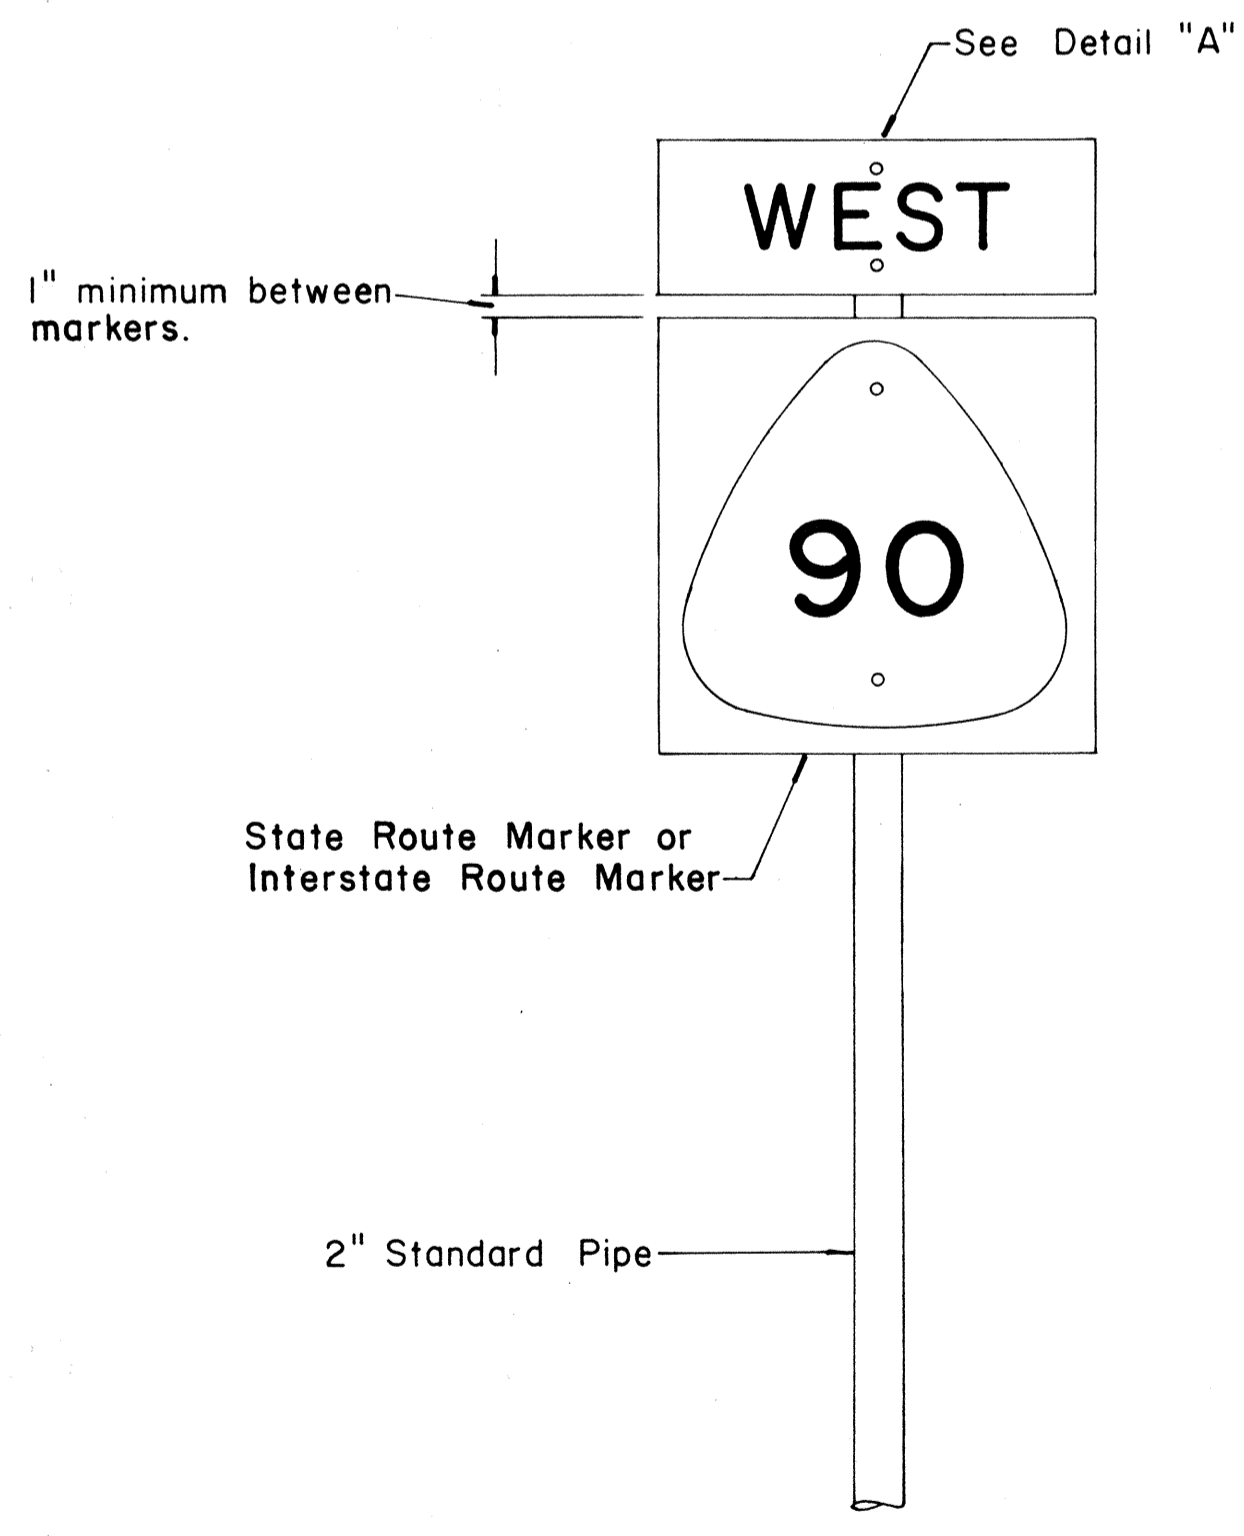 See Detail "A"
WEST
1" minimum between
markers.
90
State Route Marker or
Interstate Route Marker
2" Standard Pipe